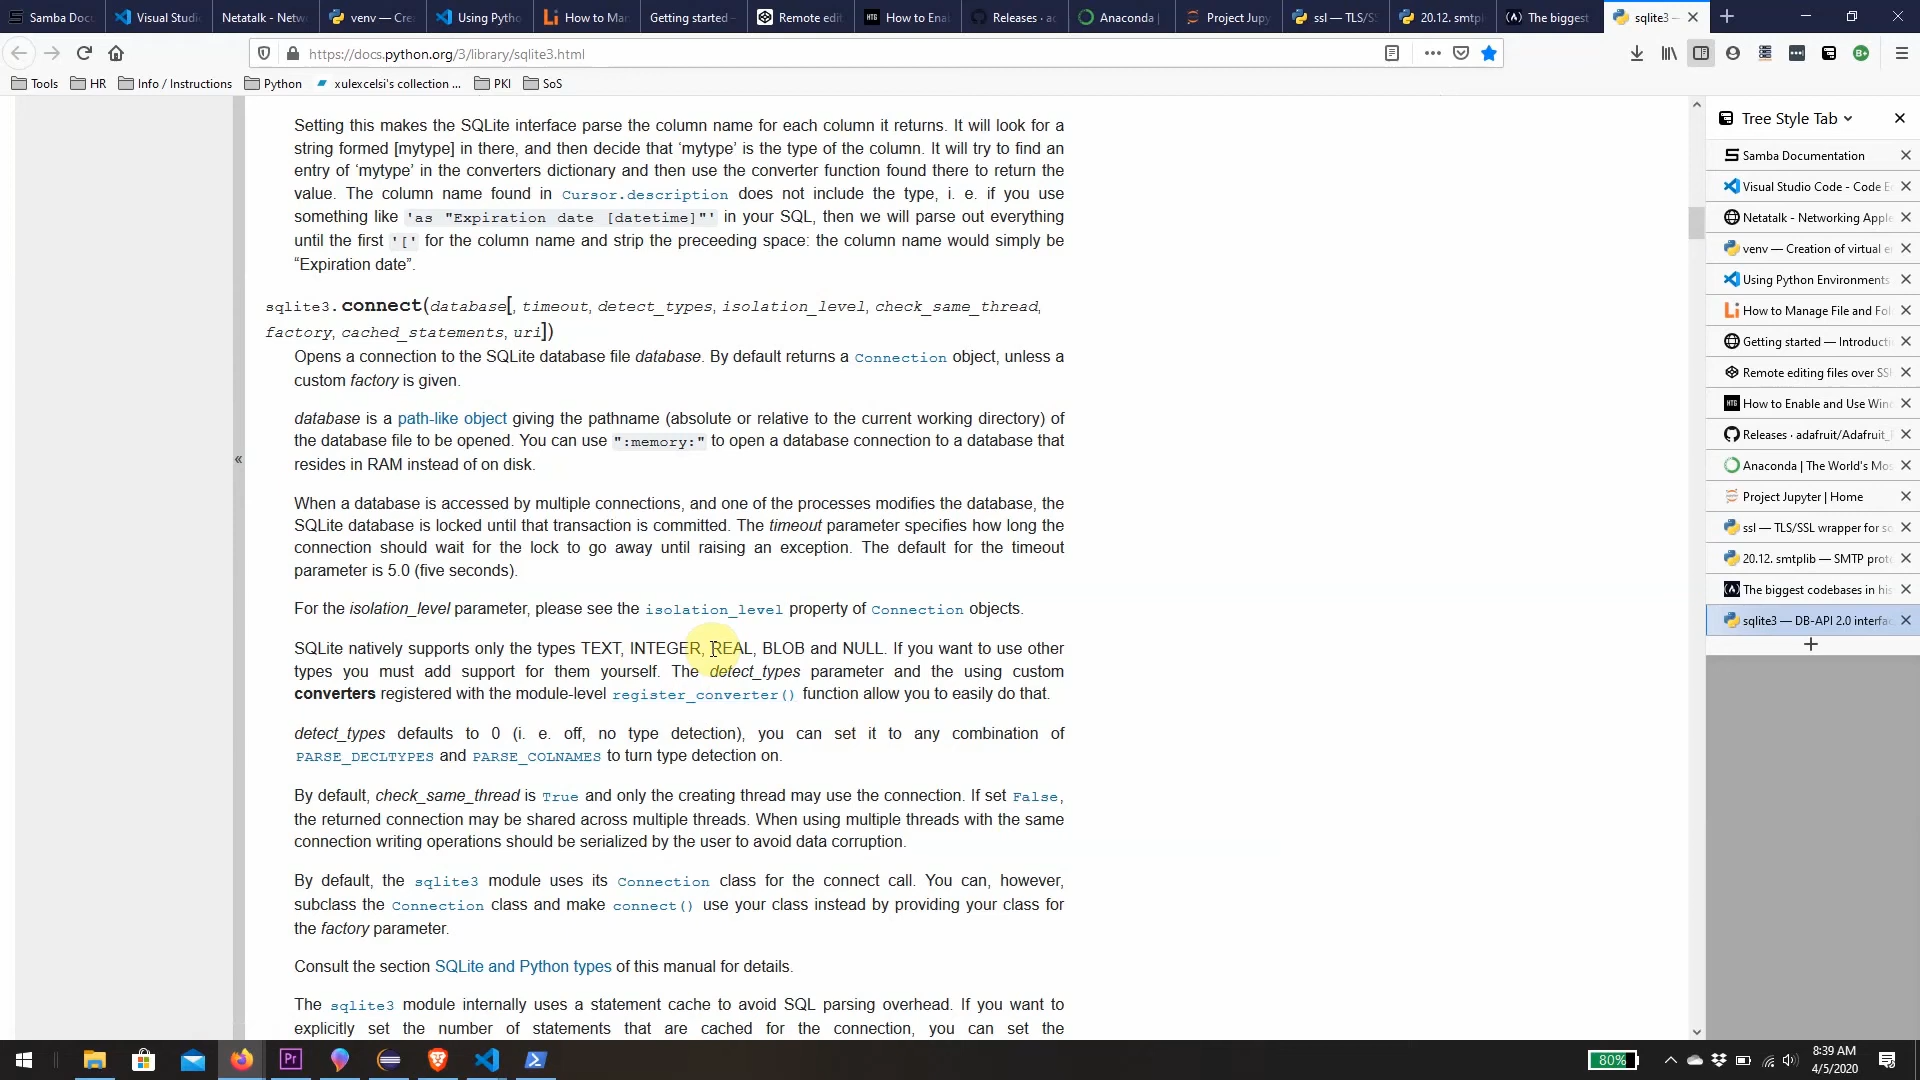 Samba Docu
Visual Studi
Netatalk - Netw
venv — Cre
Using Pytho
How to Ma
Getting started
Remote edi
How to Ena
Releases · a
Anaconda |
Project Jupy
ssl — TLS/S
20.12. smtpl
The biggest
sqlite3 —
https://docs.python.org/3/library/sqlite3.html
Tools
HR
Info / Instructions
Python
xulexcelsi's collection ...
PKI
SoS
Setting this makes the SQLite interface parse the column name for each column it returns. It will look for a
string formed [mytype] in there, and then decide that ‘mytype’ is the type of the column. It will try to find an
entry of ‘mytype’ in the converters dictionary and then use the converter function found there to return the
value. The column name found in Cursor.description does not include the type, i. e. if you use
something like 'as "Expiration date [datetime]"' in your SQL, then we will parse out everything
until the first '[' for the column name and strip the preceeding space: the column name would simply be
“Expiration date”.
sqlite3.connect(database[, timeout, detect_types, isolation_level, check_same_thread,
factory, cached_statements, uri])
Opens a connection to the SQLite database file database. By default returns a Connection object, unless a
custom factory is given.
database is a path-like object giving the pathname (absolute or relative to the current working directory) of
the database file to be opened. You can use ":memory:" to open a database connection to a database that
resides in RAM instead of on disk.
When a database is accessed by multiple connections, and one of the processes modifies the database, the
SQLite database is locked until that transaction is committed. The timeout parameter specifies how long the
connection should wait for the lock to go away until raising an exception. The default for the timeout
parameter is 5.0 (five seconds).
For the isolation_level parameter, please see the isolation_level property of Connection objects.
SQLite natively supports only the types TEXT, INTEGER, REAL, BLOB and NULL. If you want to use other
types you must add support for them yourself. The detect_types parameter and the using custom
converters registered with the module-level register_converter() function allow you to easily do that.
detect_types defaults to 0 (i. e. off, no type detection), you can set it to any combination of
PARSE_DECLTYPES and PARSE_COLNAMES to turn type detection on.
By default, check_same_thread is True and only the creating thread may use the connection. If set False,
the returned connection may be shared across multiple threads. When using multiple threads with the same
connection writing operations should be serialized by the user to avoid data corruption.
By default, the sqlite3 module uses its Connection class for the connect call. You can, however,
subclass the Connection class and make connect() use your class instead by providing your class for
the factory parameter.
Consult the section SQLite and Python types of this manual for details.
The sqlite3 module internally uses a statement cache to avoid SQL parsing overhead. If you want to
explicitly set the number of statements that are cached for the connection, you can set the
Tree Style Tab
Samba Documentation
Visual Studio Code - Code E
Netatalk - Networking Apple
venv — Creation of virtual e
Using Python Environments
How to Manage File and Fol
Getting started — Introducti
Remote editing files over SS
How to Enable and Use Win
Releases · adafruit/Adafruit_
Anaconda | The World's Mos
Project Jupyter | Home
ssl — TLS/SSL wrapper for so
20.12. smtplib — SMTP proto
The biggest codebases in his
sqlite3 — DB-API 2.0 interfac
80%
8:39 AM
4/5/2020